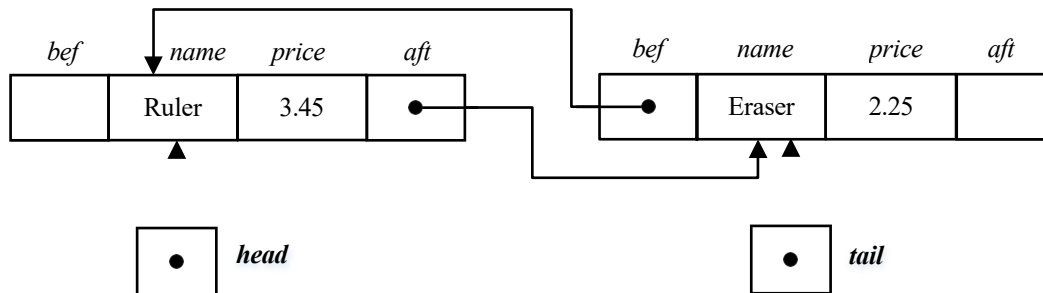 bef name price aft bef name price aft
Ruler 3.45 Eraser 2.25
head tail